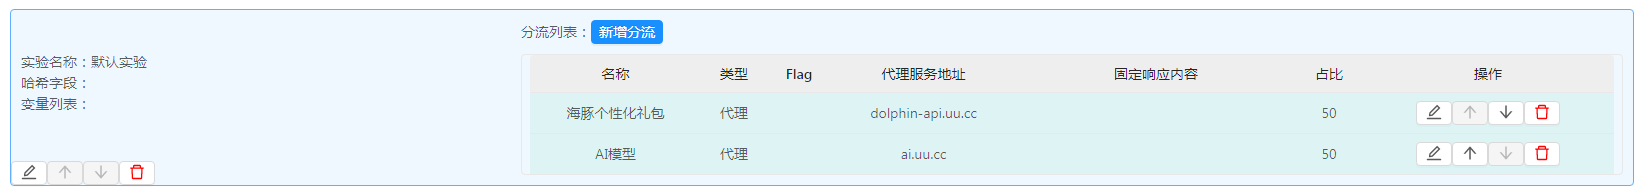 实验名称：默认实验
哈希字段：
变量列表：
分流列表： 新增分流
名称 类型 Flag 代理服务地址 固定响应内容 占比 操作
海豚个性化礼包 代理 dolphin-api.uu.cc 50
AI模型 代理 ai.uu.cc 50